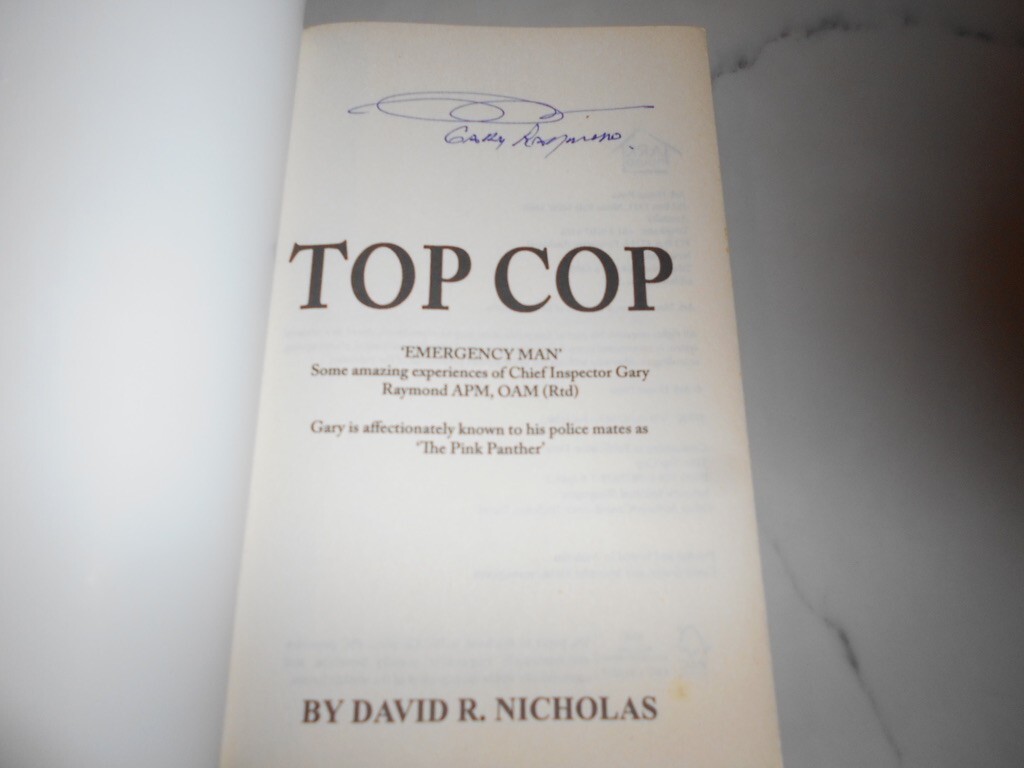 Gary Raymond.
TOP COP
‘EMERGENCY MAN’
Some amazing experiences of Chief Inspector Gary
Raymond APM, OAM (Rtd)
Gary is affectionately known to his police mates as
‘The Pink Panther’
BY DAVID R. NICHOLAS